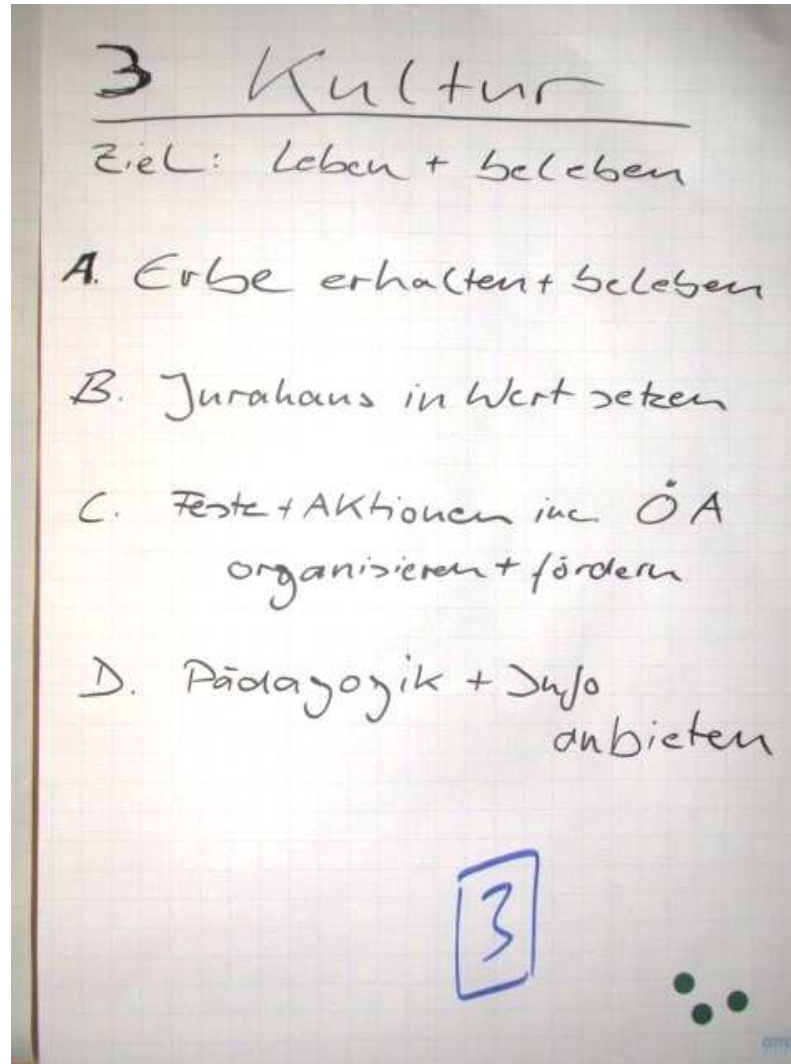 3 Kultur
Ziel: Leben + beleben
A. Erbe erhalten + beleben
B. Jurahaus in Wert setzen
C. Feste + Aktionen inc. ÖA
organisieren + fördern
D. Pädagogik + Info
anbieten
3